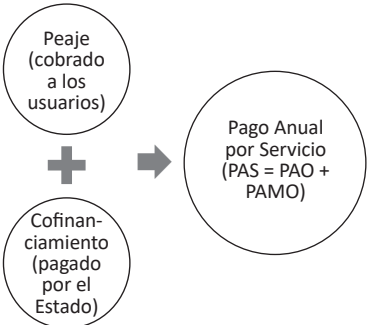 Peaje
(cobrado
a los
usuarios)
Pago Anual
por Servicio
(PAS = PAO +
PAMO)
Cofinan-
ciamiento
(pagado
por el
Estado)